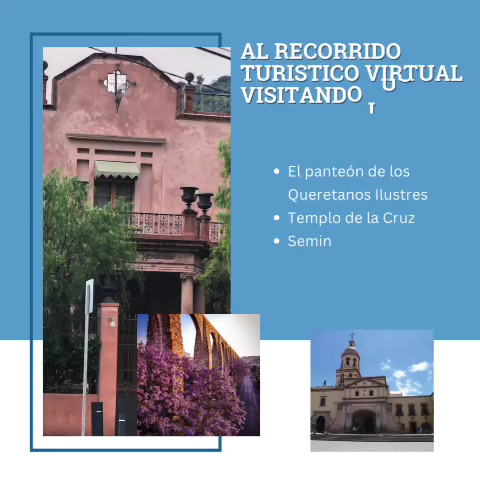 AL RECORRIDO
TURISTICO VIRTUAL
VISITANDO
El panteón de los
Queretanos Ilustres
Templo de la Cruz
Semin